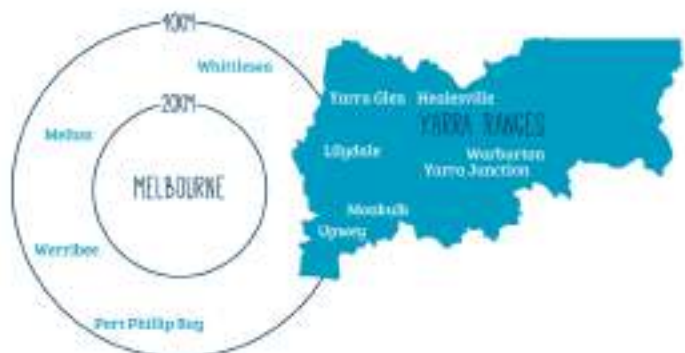 40KM
Whittlesea
20KM
Yarra Glen
Healesville
YARRA RANGES
Melton
Lilydale
Warburton
Yarra Junction
MELBOURNE
Monbulk
Upwey
Werribee
Port Phillip Bay